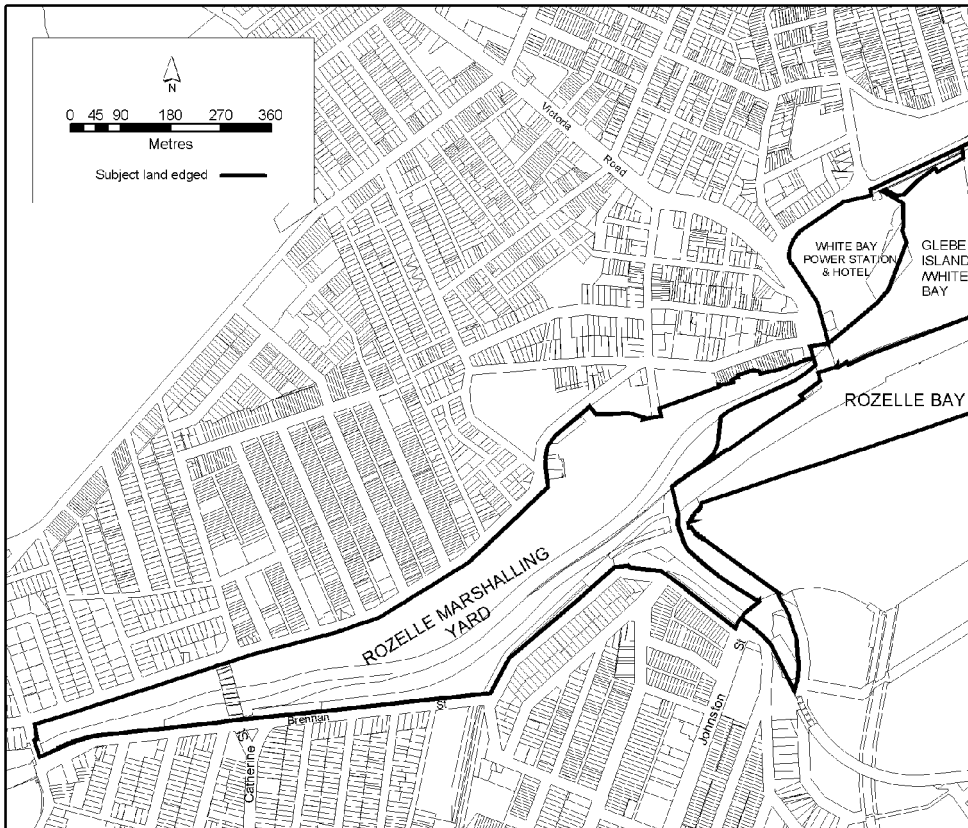 N
0 45 90 180 270 360
Metres
Subject land edged
Victoria
Road
WHITE BAY
POWER STATION
& HOTEL
GLEBE
ISLAND
/WHITE
BAY
ROZELLE BAY
ROZELLE MARSHALLING
YARD
Brennan
St
Catherine
St
Johnston
St